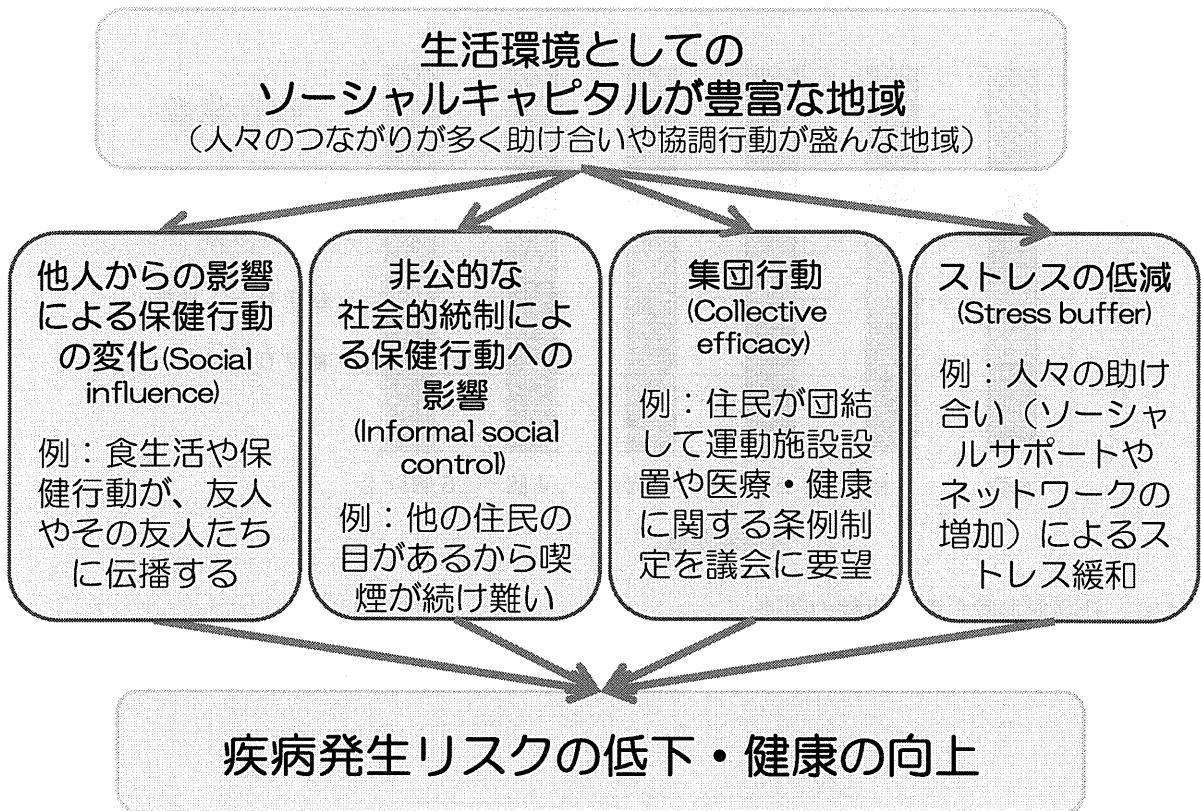 生活環境としての
ソーシャルキャピタルが豊富な地域
（人々のつながりが多く助け合いや協調行動が盛んな地域）
他人からの影響
による保健行動
の変化(Social
influence)
例：食生活や保
健行動が、友人
やその友人たち
に伝播する
非公的な
社会的統制によ
る保健行動への
影響
(Informal social
control)
例：他の住民の
目があるから喫
煙が続け難い
集団行動
(Collective
efficacy)
例：住民が団結
して運動施設設
置や医療・健康
に関する条例制
定を議会に要望
ストレスの低減
(Stress buffer)
例：人々の助け
合い（ソーシャ
ルサポートや
ネットワークの
増加）によるス
トレス緩和
疾病発生リスクの低下・健康の向上